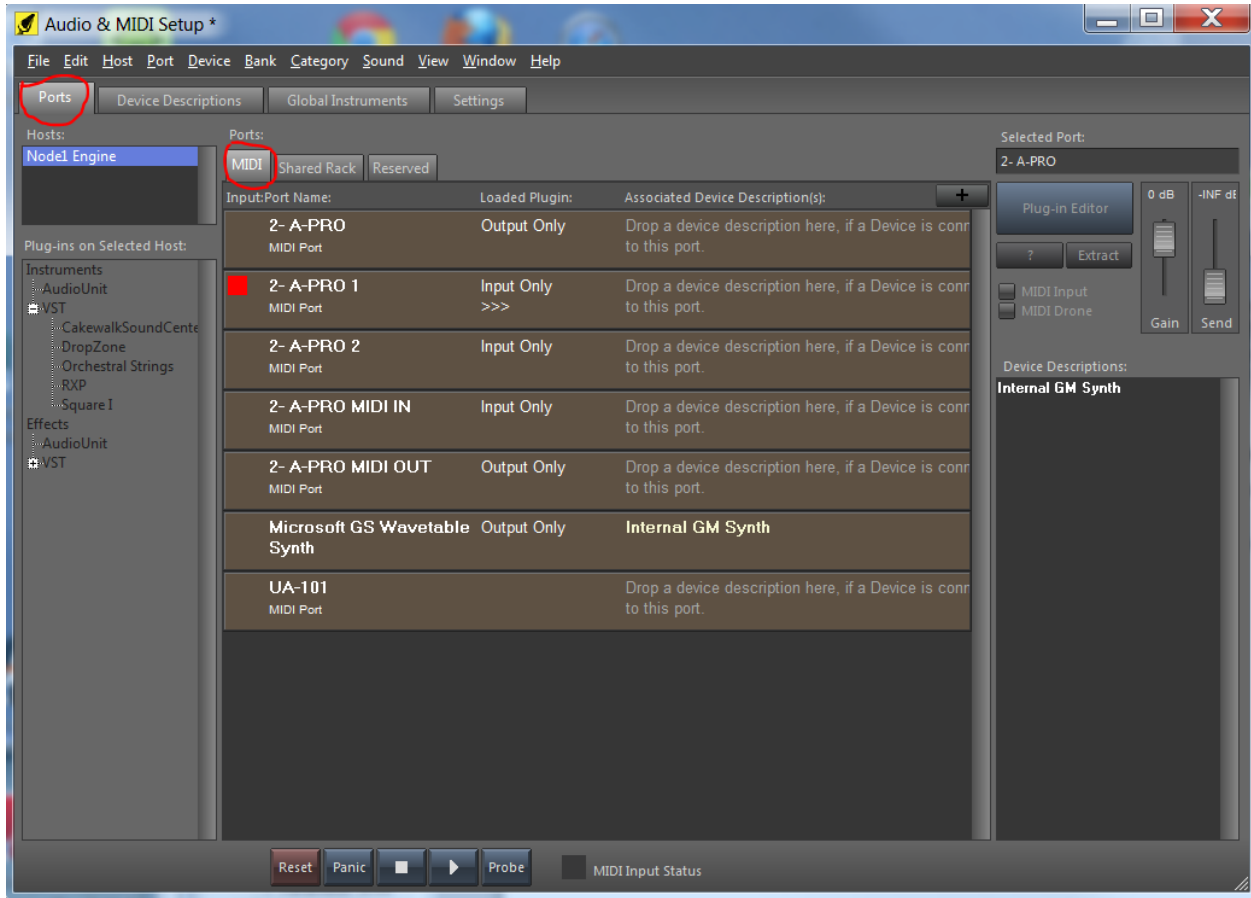 Audio & MIDI Setup *
File Edit Host Port Device Bank Category Sound View Window Help
Ports Device Descriptions Global Instruments Settings
Hosts:
Node1 Engine
Plug-ins on Selected Host:
Instruments
AudioUnit
VST
CakewalkSoundCente
DropZone
Orchestral Strings
RXP
Square I
Effects
AudioUnit
VST
Ports:
MIDI Shared Rack Reserved
Input:Port Name: Loaded Plugin: Associated Device Description(s): +
2- A-PRO Output Only Drop a device description here, if a Device is conn
MIDI Port to this port.
2- A-PRO 1 Input Only Drop a device description here, if a Device is conn
MIDI Port >>> to this port.
2- A-PRO 2 Input Only Drop a device description here, if a Device is conn
MIDI Port to this port.
2- A-PRO MIDI IN Input Only Drop a device description here, if a Device is conn
MIDI Port to this port.
2- A-PRO MIDI OUT Output Only Drop a device description here, if a Device is conn
MIDI Port to this port.
Microsoft GS Wavetable Output Only Internal GM Synth
Synth
UA-101 Drop a device description here, if a Device is conn
MIDI Port to this port.
Selected Port:
2- A-PRO
Plug-in Editor
? Extract
MIDI Input
MIDI Drone
0 dB -INF dB
Gain Send
Device Descriptions:
Internal GM Synth
Reset Panic Probe MIDI Input Status